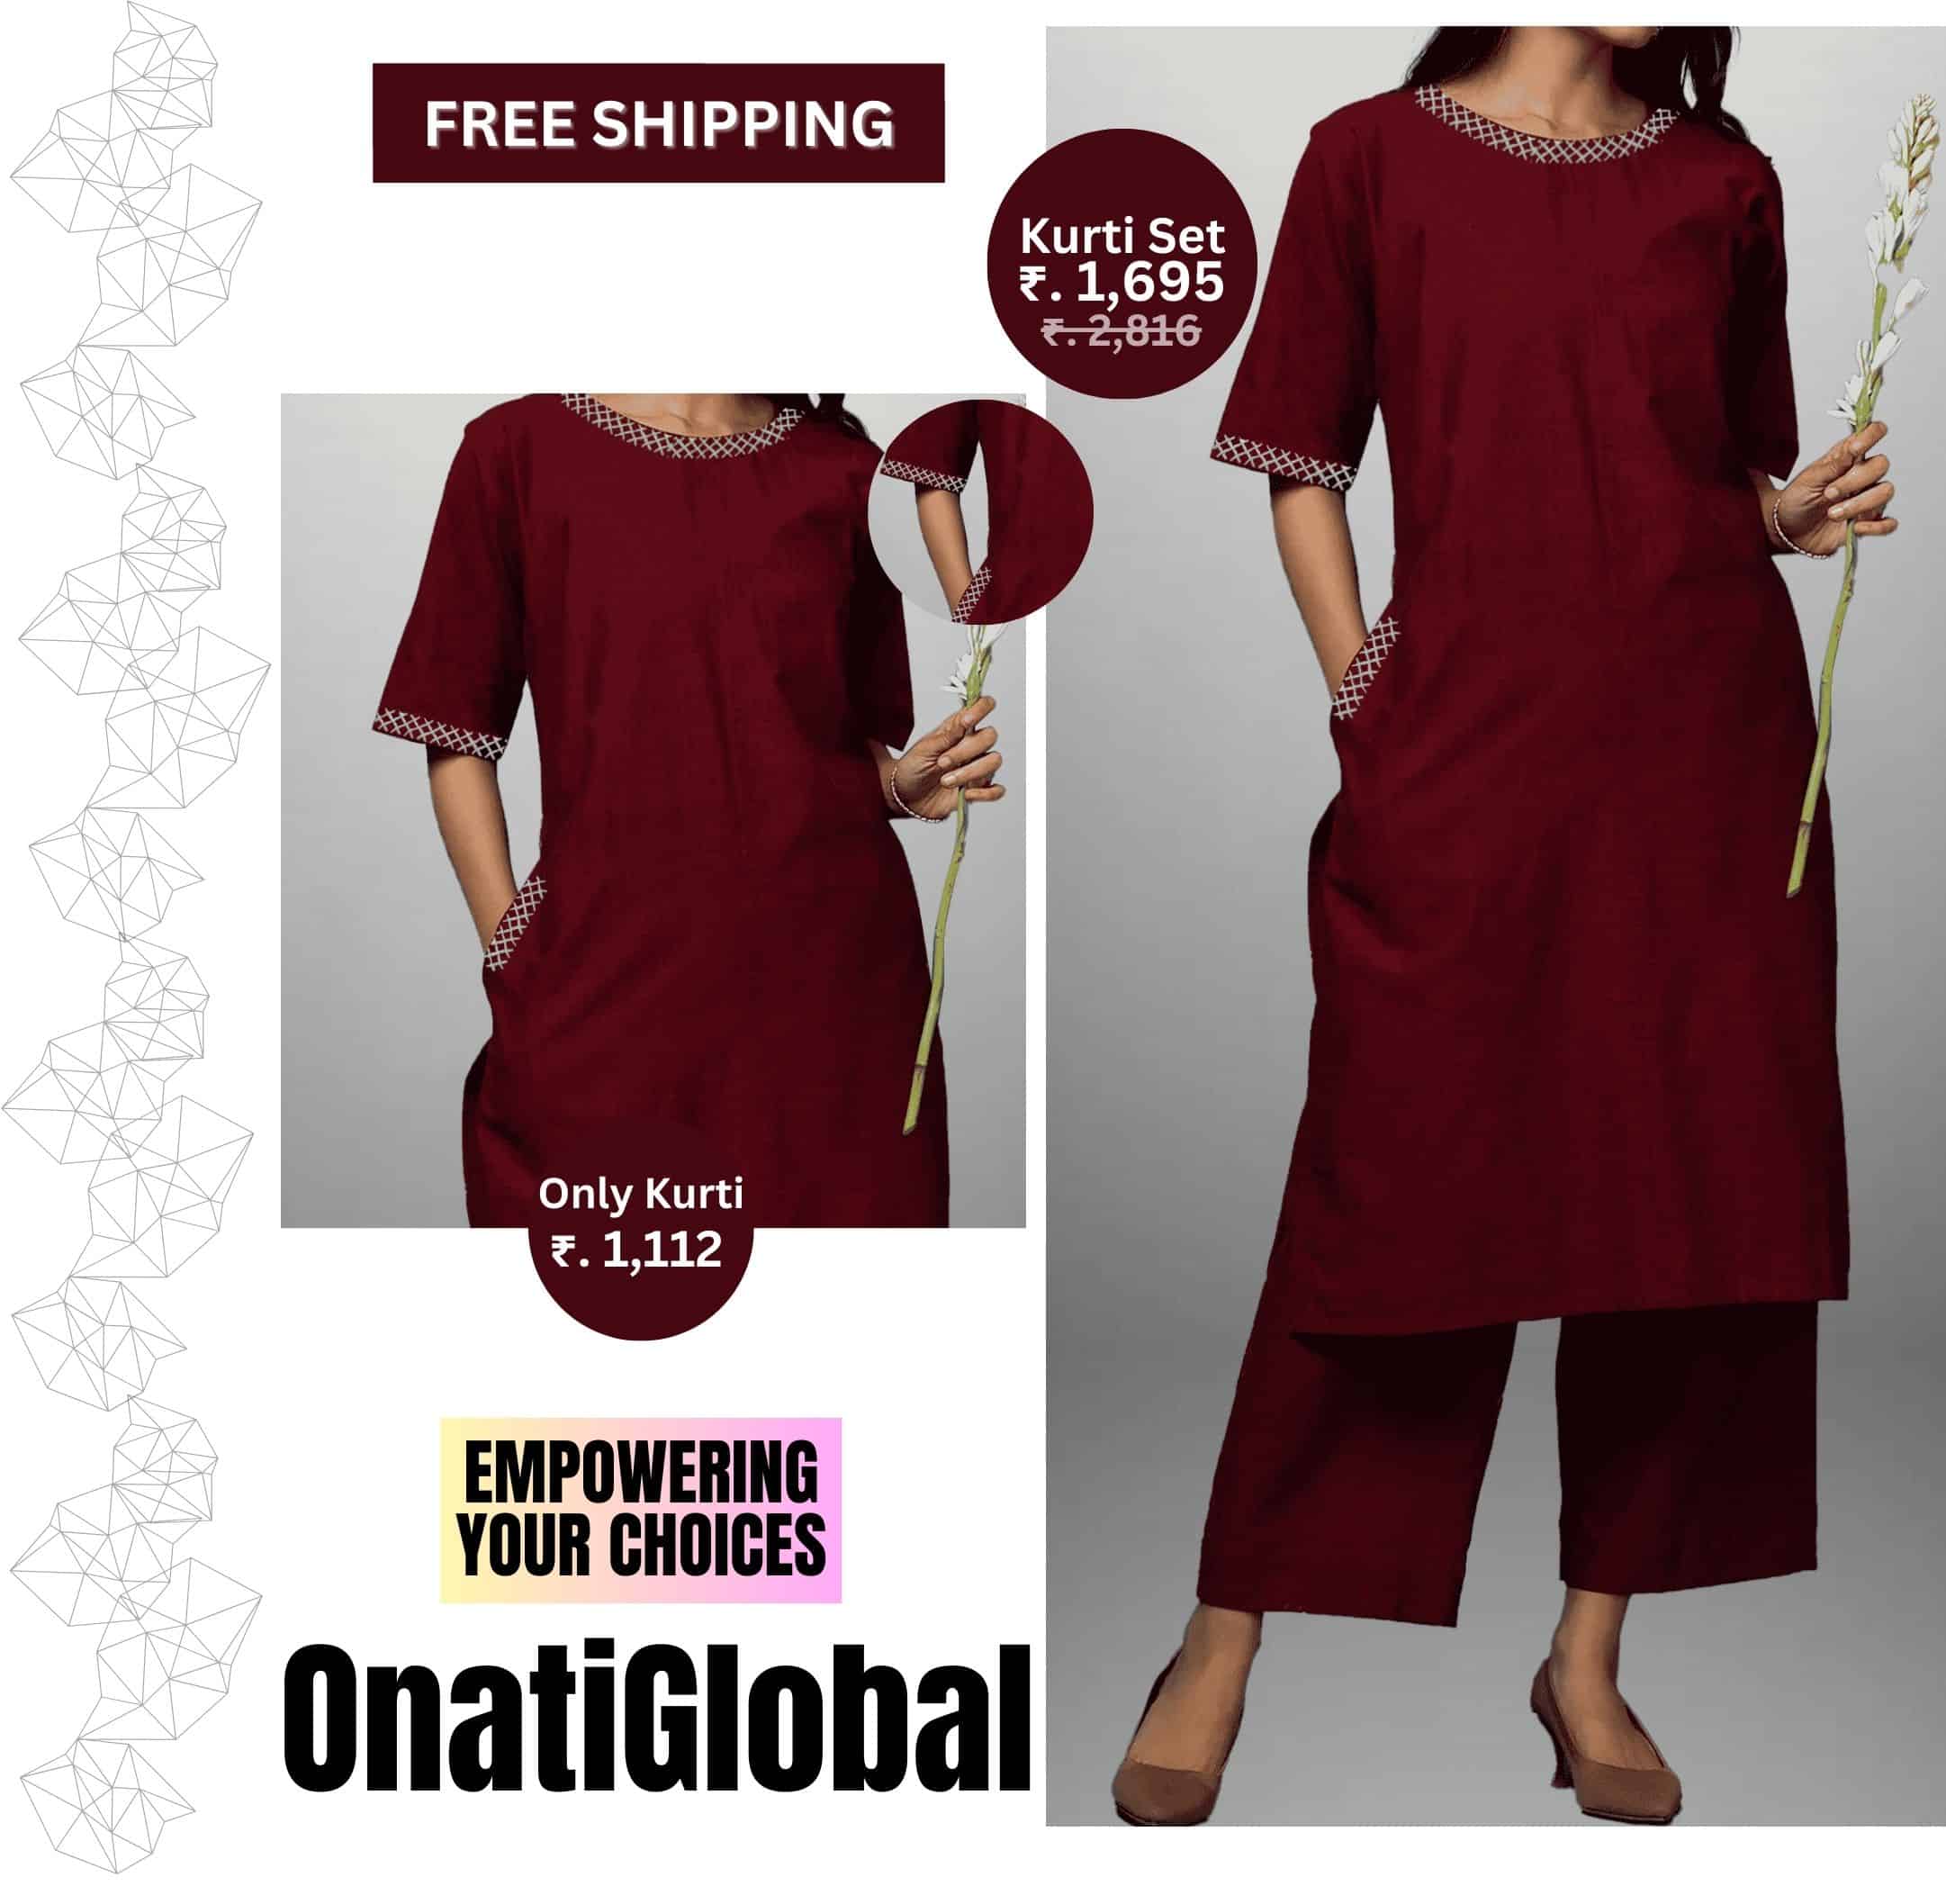 FREE SHIPPING
Kurti Set
₹. 1,695
₹. 2,816
Only Kurti
₹. 1,112
EMPOWERING
YOUR CHOICES
OnatiGlobal